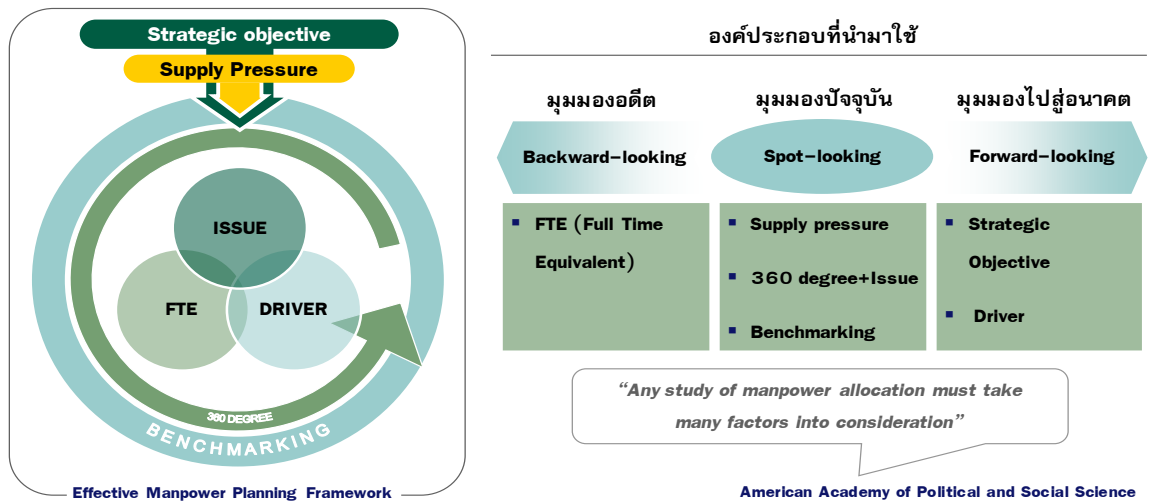 Strategic objective
Supply Pressure
ISSUE
FTE
DRIVER
360 DEGREE
BENCHMARKING
Effective Manpower Planning Framework
องค์ประกอบที่นำมาใช้
มุมมองอดีต
มุมมองปัจจุบัน
มุมมองไปสู่อนาคต
Backward-looking
Spot-looking
Forward-looking
▪ FTE (Full Time
Equivalent)
▪ Supply pressure
▪ 360 degree+Issue
▪ Benchmarking
▪ Strategic
Objective
▪ Driver
“Any study of manpower allocation must take
many factors into consideration”
American Academy of Political and Social Science